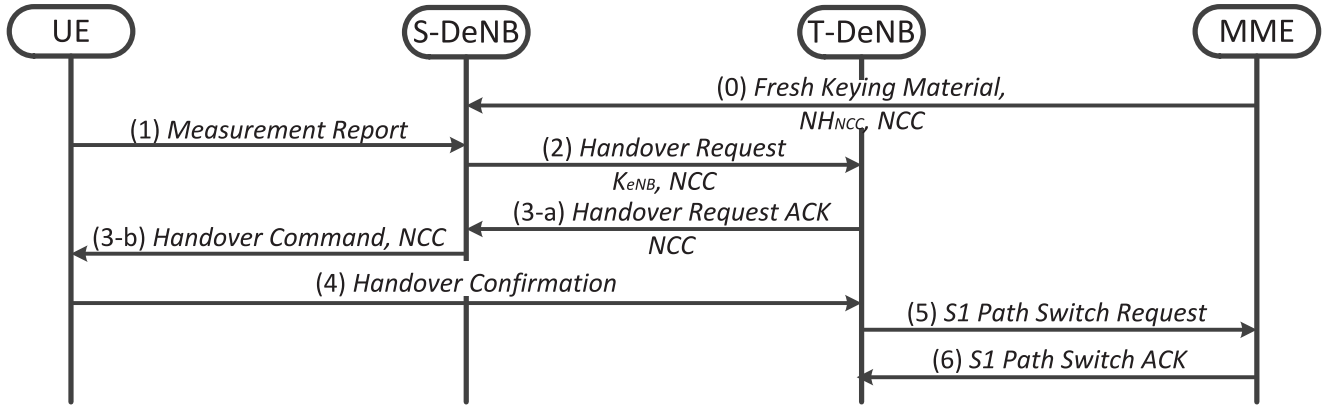 UE S-DeNB T-DeNB MME
(0) Fresh Keying Material,
NHNCC, NCC
(1) Measurement Report
(2) Handover Request
KeNB, NCC
(3-a) Handover Request ACK
NCC
(3-b) Handover Command, NCC
(4) Handover Confirmation
(5) S1 Path Switch Request
(6) S1 Path Switch ACK